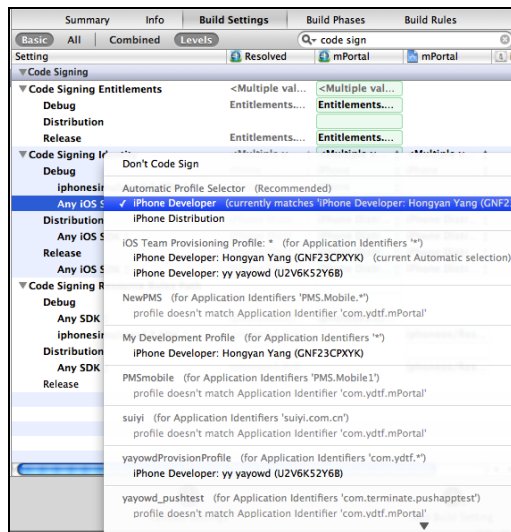 Summary Info Build Settings Build Phases Build Rules
Basic All Combined Levels code sign
Setting Resolved mPortal mPortal
Code Signing
Code Signing Entitlements <Multiple val... <Multiple val...
Debug Entitlements.... Entitlements....
Distribution
Release Entitlements.... Entitlements....
Code Signing
Debug
Don't Code Sign
iphonesi
Automatic Profile Selector (Recommended)
Any iOS S ✓ iPhone Developer (currently matches 'iPhone Developer: Hongyan Yang (GNF2
Distribution iPhone Distribution
Any iOS S
iOS Team Provisioning Profile: * (for Application Identifiers '*')
Release iPhone Developer: Hongyan Yang (GNF23CPXYK) (current Automatic selection)
Any iOS S iPhone Developer: yy yayowd (U2V6K52Y6B)
Code Signing R
Debug NewPMS (for Application Identifiers 'PMS.Mobile.*')
Any SDK profile doesn't match Application Identifier 'com.ydtf.mPortal'
iphonesi My Development Profile (for Application Identifiers '*')
Distribution iPhone Developer: Hongyan Yang (GNF23CPXYK)
Any SDK
PMSmobile (for Application Identifiers 'PMS.Mobile1')
Release profile doesn't match Application Identifier 'com.ydtf.mPortal'
suiyi (for Application Identifiers 'suiyi.com.cn')
profile doesn't match Application Identifier 'com.ydtf.mPortal'
yayowdProvisionProfile (for Application Identifiers 'com.ydtf.*')
iPhone Developer: yy yayowd (U2V6K52Y6B)
yayowd_pushtest (for Application Identifiers 'com.terminate.pushapptest')
profile doesn't match Application Identifier 'com.ydtf.mPortal'